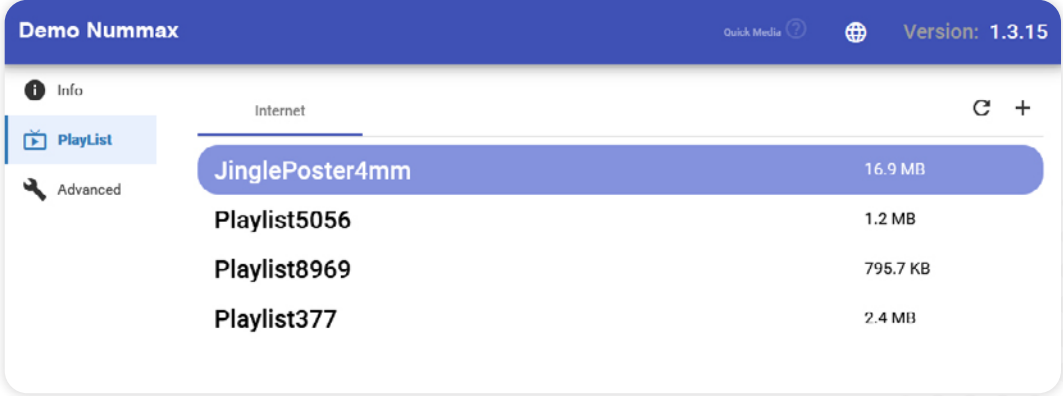 Demo Nummax
Quick Media ?
Version: 1.3.15
Info
PlayList
Advanced
Internet
JinglePoster4mm 16.9 MB
Playlist5056 1.2 MB
Playlist8969 795.7 KB
Playlist377 2.4 MB